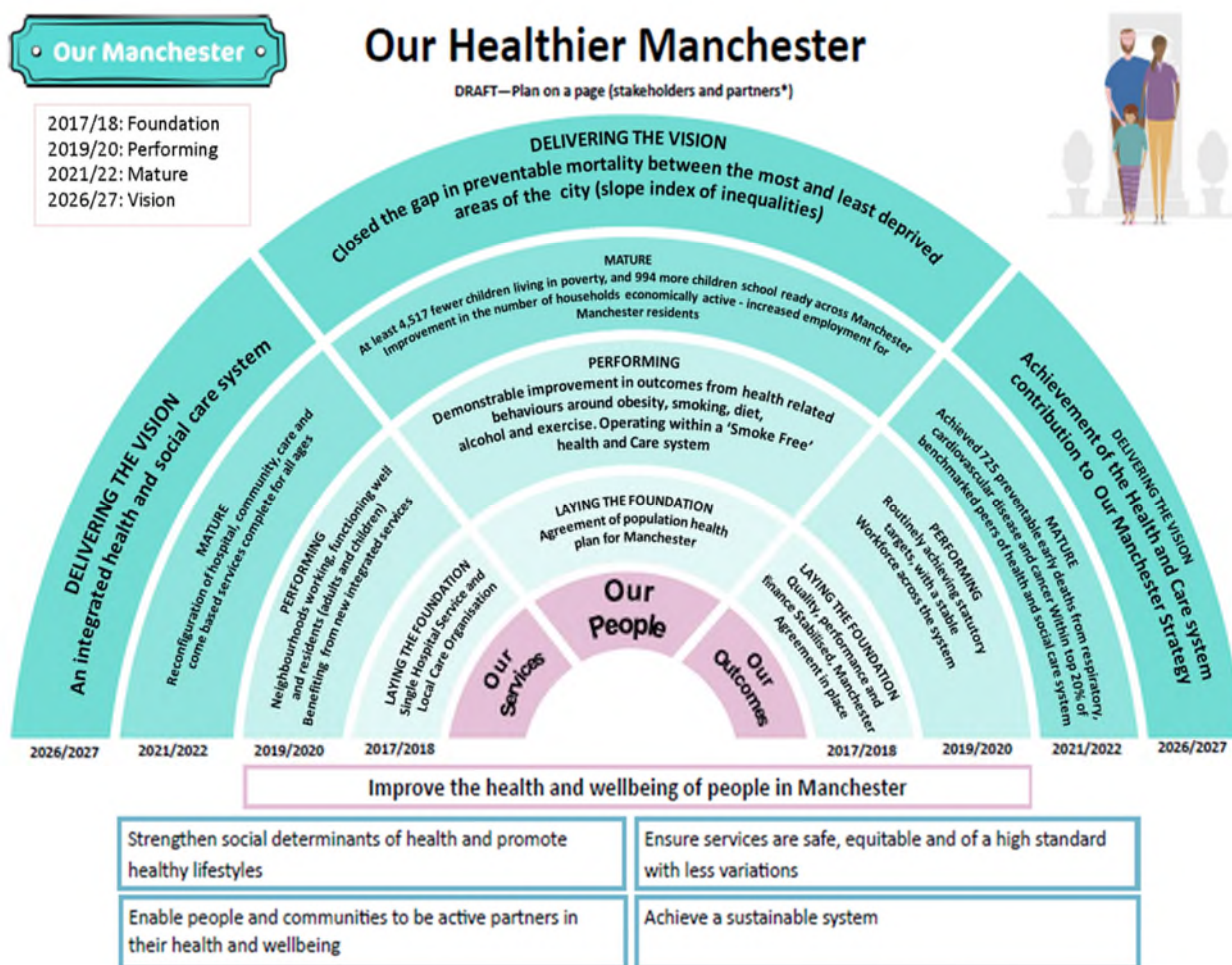 Our Manchester
Our Healthier Manchester
DRAFT—Plan on a page (stakeholders and partners*)
2017/18: Foundation
2019/20: Performing
2021/22: Mature
2026/27: Vision
DELIVERING THE VISION
Closed the gap in preventable mortality between the most and least deprived
areas of the city (slope index of inequalities)
MATURE
At least 4,517 fewer children living in poverty, and 994 more children school ready across Manchester
Improvement in the number of households economically active - increased employment for
Manchester residents
PERFORMING
Demonstrable improvement in outcomes from health related
behaviours around obesity, smoking, diet,
alcohol and exercise. Operating within a 'Smoke Free'
health and Care system
LAYING THE FOUNDATION
Agreement of population health
plan for Manchester
Our
People
DELIVERING THE VISION
An integrated health and social care system
MATURE
Reconfiguration of hospital, community, care and
come based services complete for all ages
PERFORMING
Neighbourhoods working, functioning well
and residents (adults and children)
Benefiting from new integrated services
LAYING THE FOUNDATION
Single Hospital Service and
Local Care Organisation
Our
Services
Our
Outcomes
LAYING THE FOUNDATION
Quality, performance and
finance Stabilised, Manchester
Agreement in place
PERFORMING
Routinely achieving statutory
targets, with a stable
Workforce across the system
MATURE
Achieved 725 preventable early deaths from respiratory,
cardiovascular disease and cancer Within top 20% of
benchmarked peers of health and social care system
DELIVERING THE VISION
Achievement of the Health and Care system
contribution to Our Manchester Strategy
2026/2027
2021/2022
2019/2020
2017/2018
2017/2018
2019/2020
2021/2022
2026/2027
Improve the health and wellbeing of people in Manchester
Strengthen social determinants of health and promote
healthy lifestyles
Ensure services are safe, equitable and of a high standard
with less variations
Enable people and communities to be active partners in
their health and wellbeing
Achieve a sustainable system